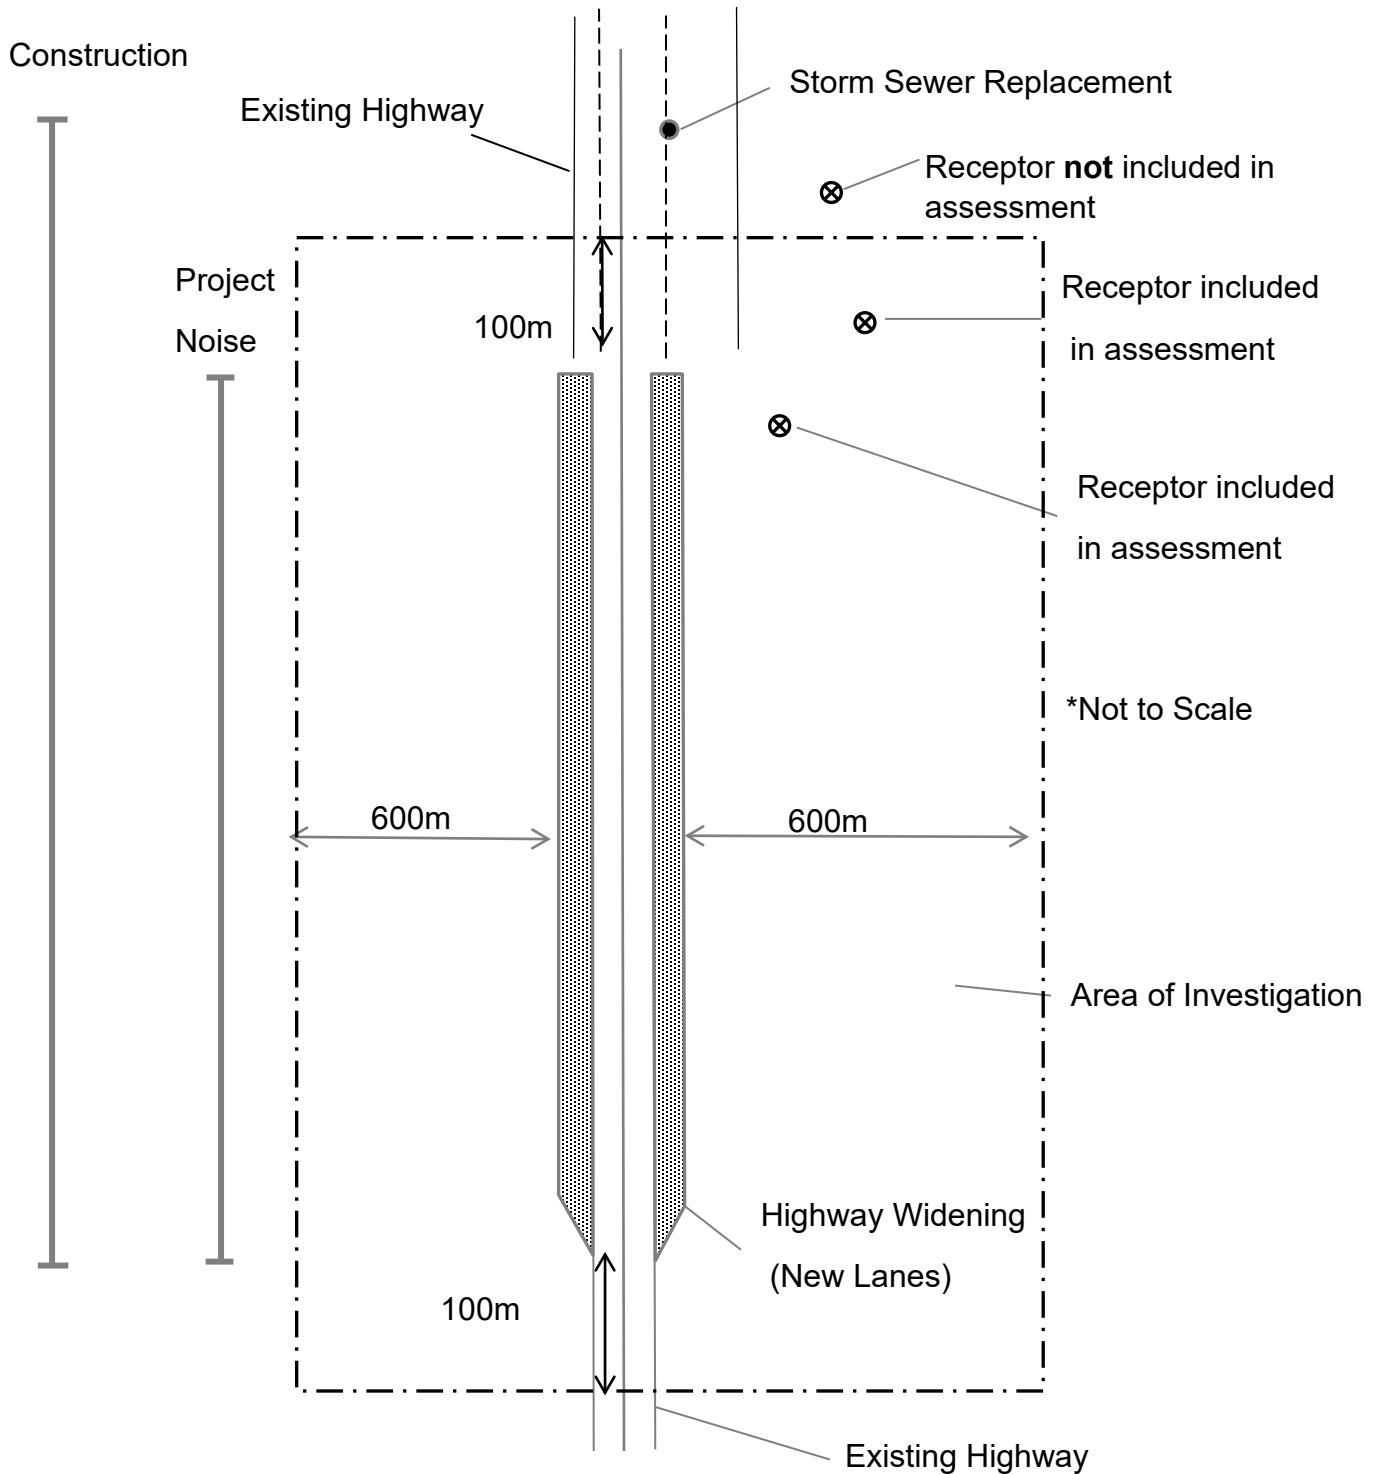 Construction
Storm Sewer Replacement
Existing Highway
Receptor not included in
assessment
Project
Noise
Receptor included
in assessment
100m
Receptor included
in assessment
*Not to Scale
600m
600m
Area of Investigation
Highway Widening
(New Lanes)
100m
Existing Highway